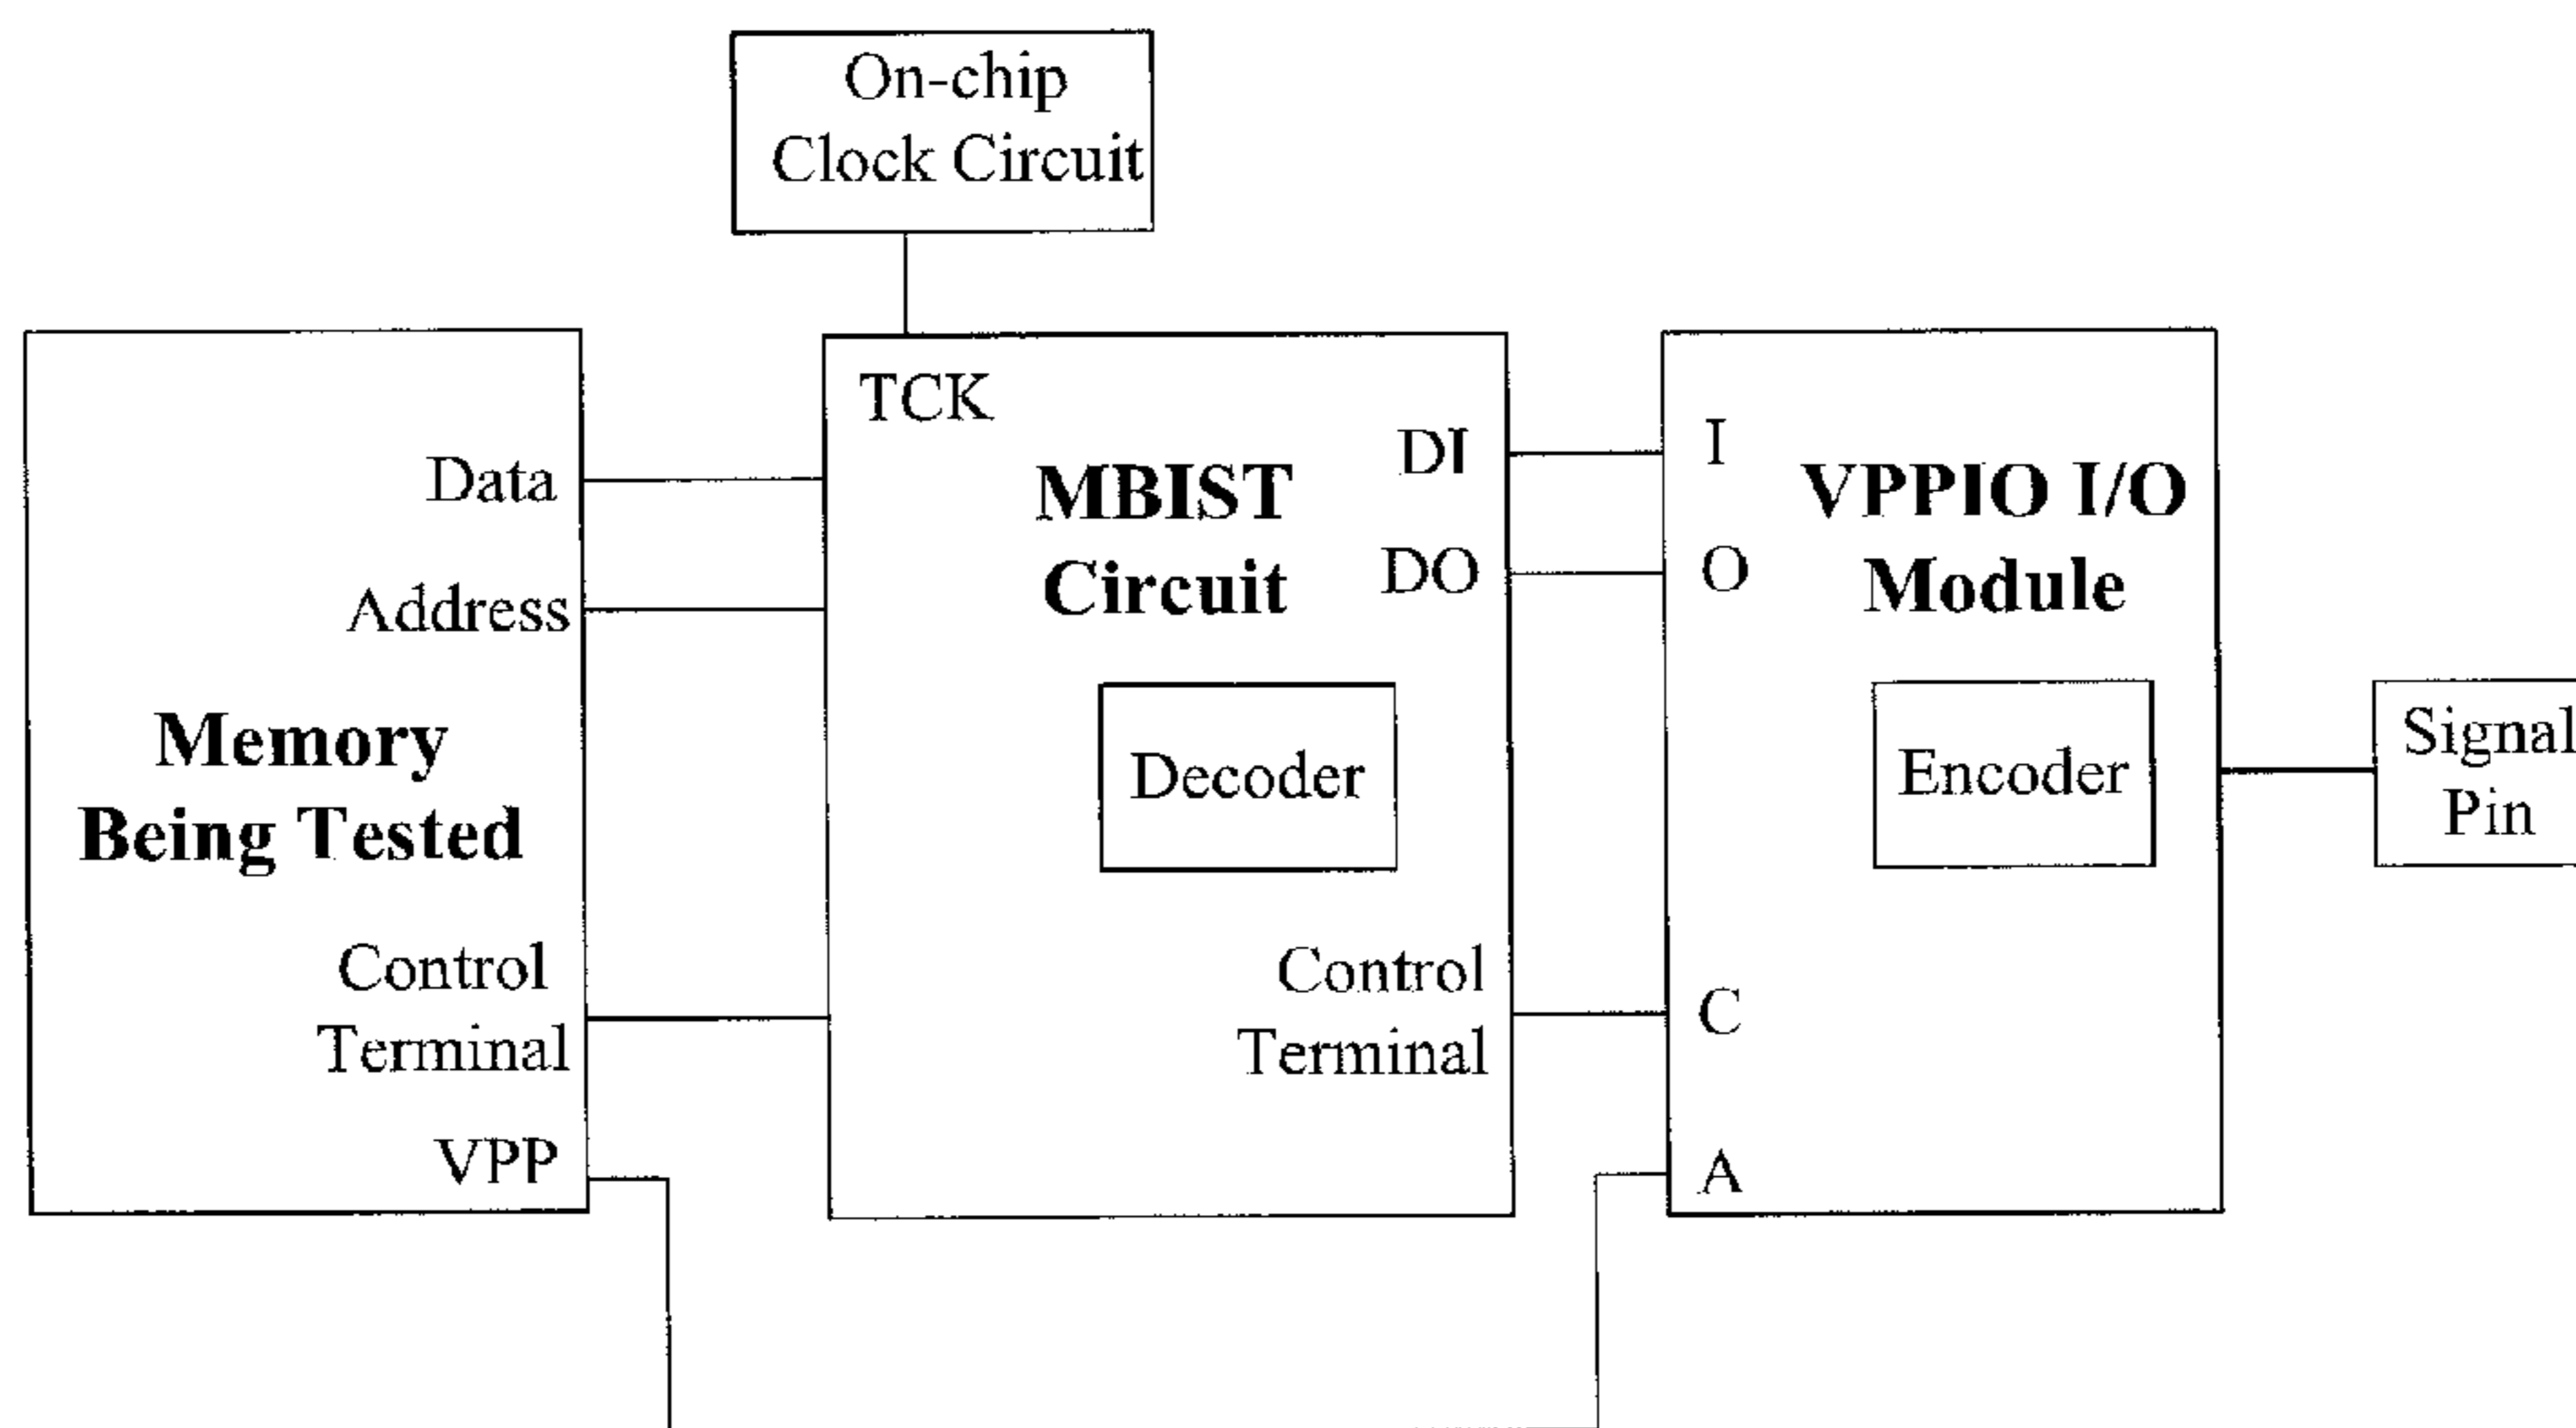 On-chip
Clock Circuit
Data
Address
Memory
Being Tested
Control
Terminal
VPP
TCK
MBIST
Circuit
DI
DO
Decoder
Control
Terminal
I
O
VPPIO I/O
Module
Encoder
C
A
Signal
Pin